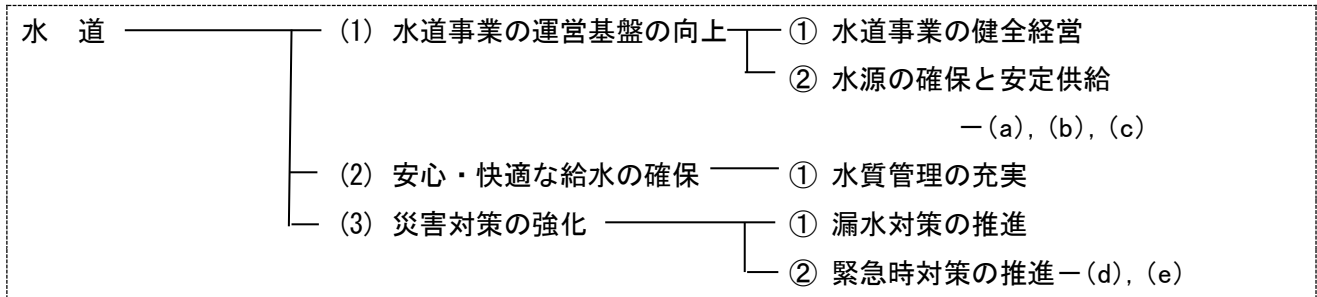 水　道 (1) 水道事業の運営基盤の向上 ① 水道事業の健全経営
② 水源の確保と安定供給
－(a), (b), (c)
(2) 安心・快適な給水の確保 ① 水質管理の充実
(3) 災害対策の強化 ① 漏水対策の推進
② 緊急時対策の推進－(d), (e)